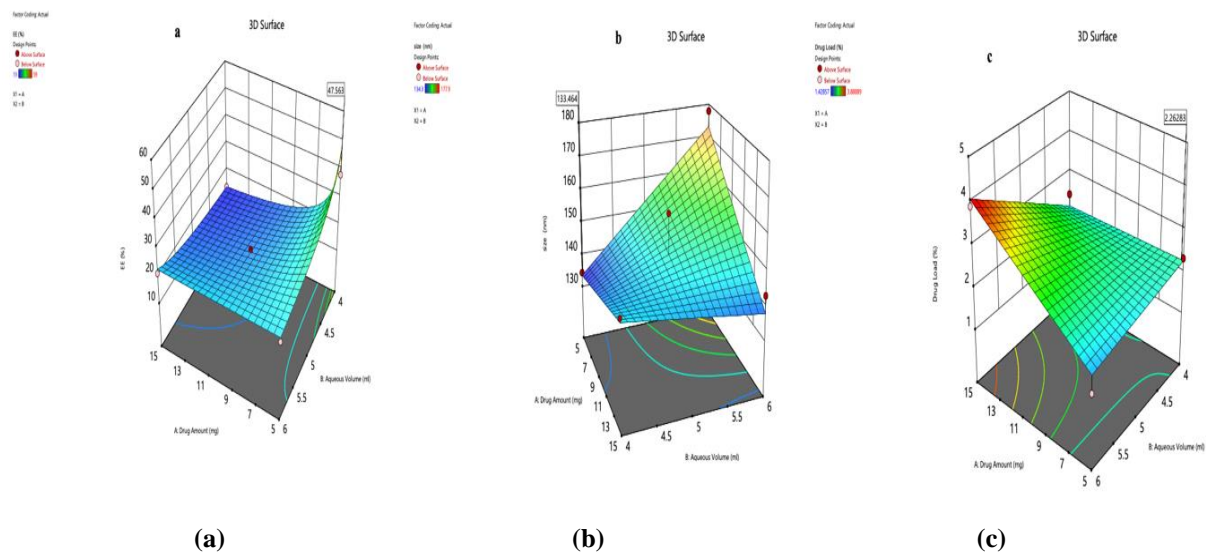 Factor Coding: Actual
EE (%)
Design Points:
Above Surface
Below Surface
X1 = A
X2 = B
a
3D Surface
47.563
60
50
40
30
20
10
EE (%)
15
13
11
9
7
5
A: Drug Amount (mg)
4
4.5
5
5.5
6
B: Aqueous Volume (ml)
Factor Coding: Actual
size (nm)
Design Points:
Above Surface
Below Surface
X1 = A
X2 = B
b
3D Surface
133.464
180
170
160
150
140
130
size (nm)
5
7
9
11
13
15
A: Drug Amount (mg)
4
4.5
5
5.5
6
B: Aqueous Volume (ml)
Factor Coding: Actual
Drug Load (%)
Design Points:
Above Surface
Below Surface
X1 = A
X2 = B
c
3D Surface
2.26283
5
4
3
2
1
Drug Load (%)
15
13
11
9
7
5
A: Drug Amount (mg)
4
4.5
5
5.5
6
B: Aqueous Volume (ml)
(a)
(b)
(c)